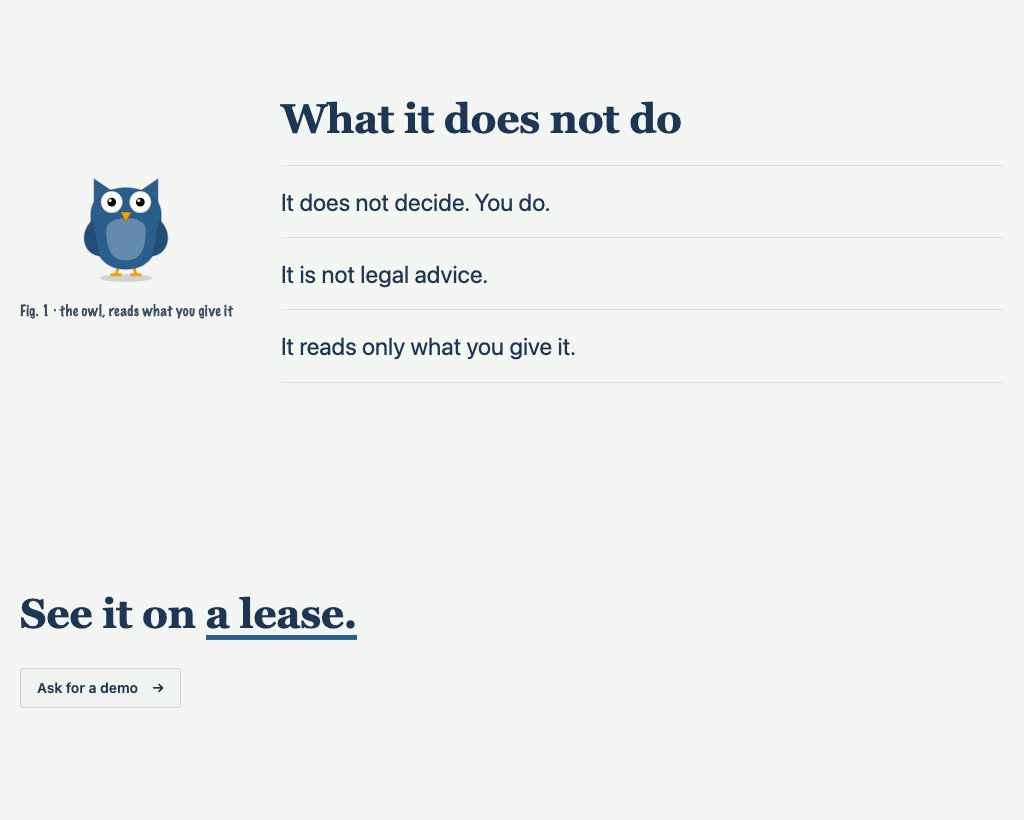 What it does not do
It does not decide. You do.
It is not legal advice.
It reads only what you give it.
Fig. 1 · the owl, reads what you give it
See it on a lease.
Ask for a demo →